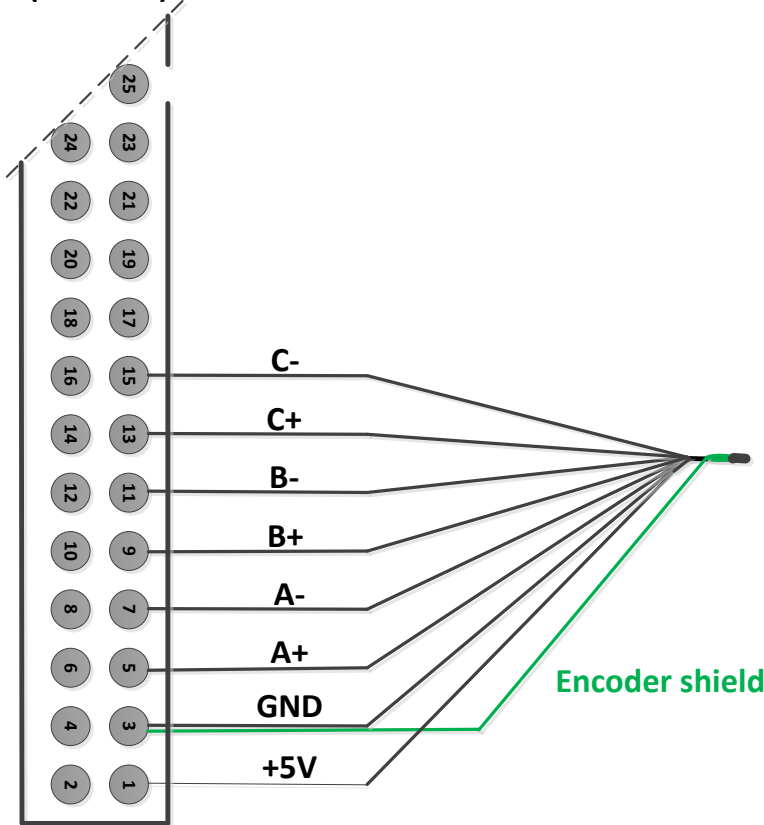 25
24 23
22 21
20 19
18 17
16 15 C-
14 13 C+
12 11 B-
10 9 B+
8 7 A-
6 5 A+
Encoder shield
4 3 GND
2 1 +5V